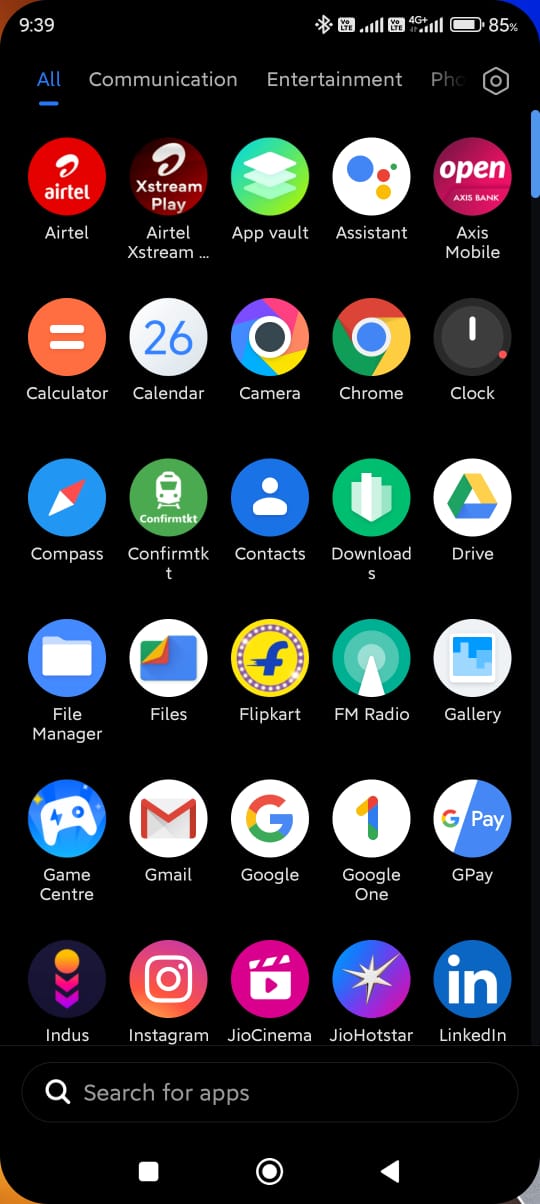 9:39
Vo LTE Vo LTE 4G+ 85%
All Communication Entertainment Pho
airtel Xstream Play open AXIS BANK
Airtel Airtel Xstream ... App vault Assistant Axis Mobile
26
Calculator Calendar Camera Chrome Clock
Confirmtkt
Compass Confirmtk t Contacts Download s Drive
File Manager Files Flipkart FM Radio Gallery
G Pay
Game Centre Gmail Google Google One GPay
in
Indus Instagram JioCinema JioHotstar LinkedIn
Search for apps